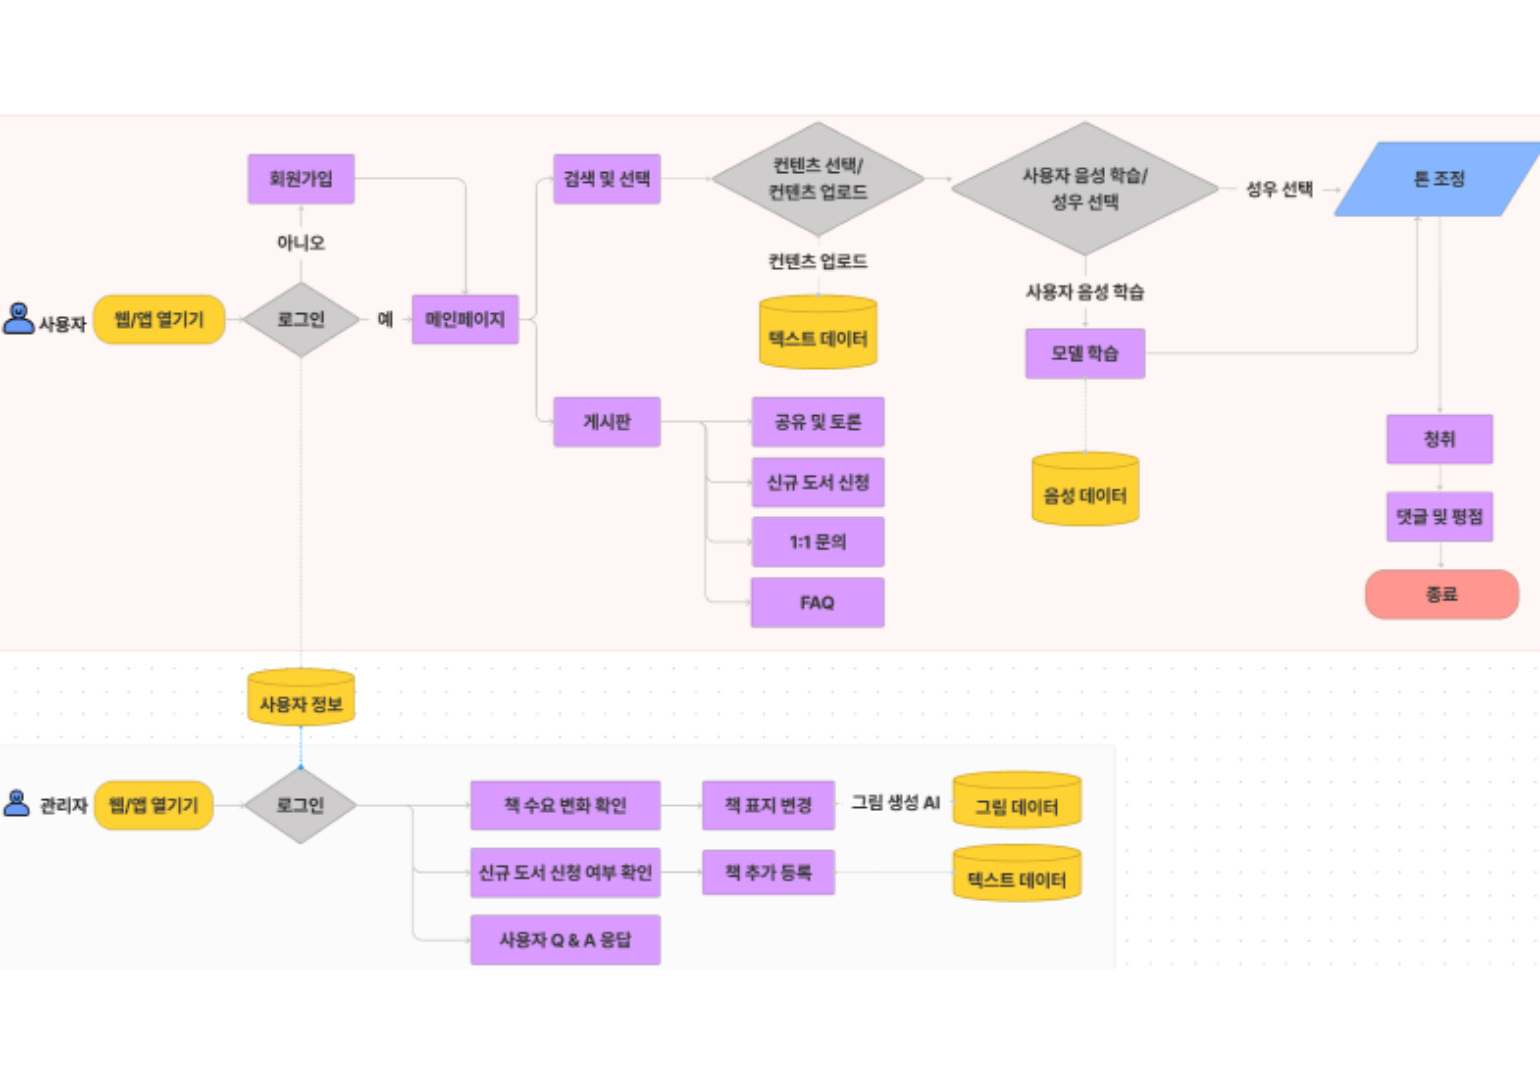 회원가입
검색 및 선택
컨텐츠 선택/
컨텐츠 업로드
사용자 음성 학습/
성우 선택
성우 선택
톤 조정
아니오
컨텐츠 업로드
사용자 음성 학습
사용자
웹/앱 열기기
로그인
예
메인페이지
텍스트 데이터
모델 학습
게시판
공유 및 토론
신규 도서 신청
1:1 문의
FAQ
음성 데이터
청취
댓글 및 평점
종료
사용자 정보
관리자
웹/앱 열기기
로그인
책 수요 변화 확인
책 표지 변경
그림 생성 AI
그림 데이터
신규 도서 신청 여부 확인
책 추가 등록
텍스트 데이터
사용자 Q & A 응답